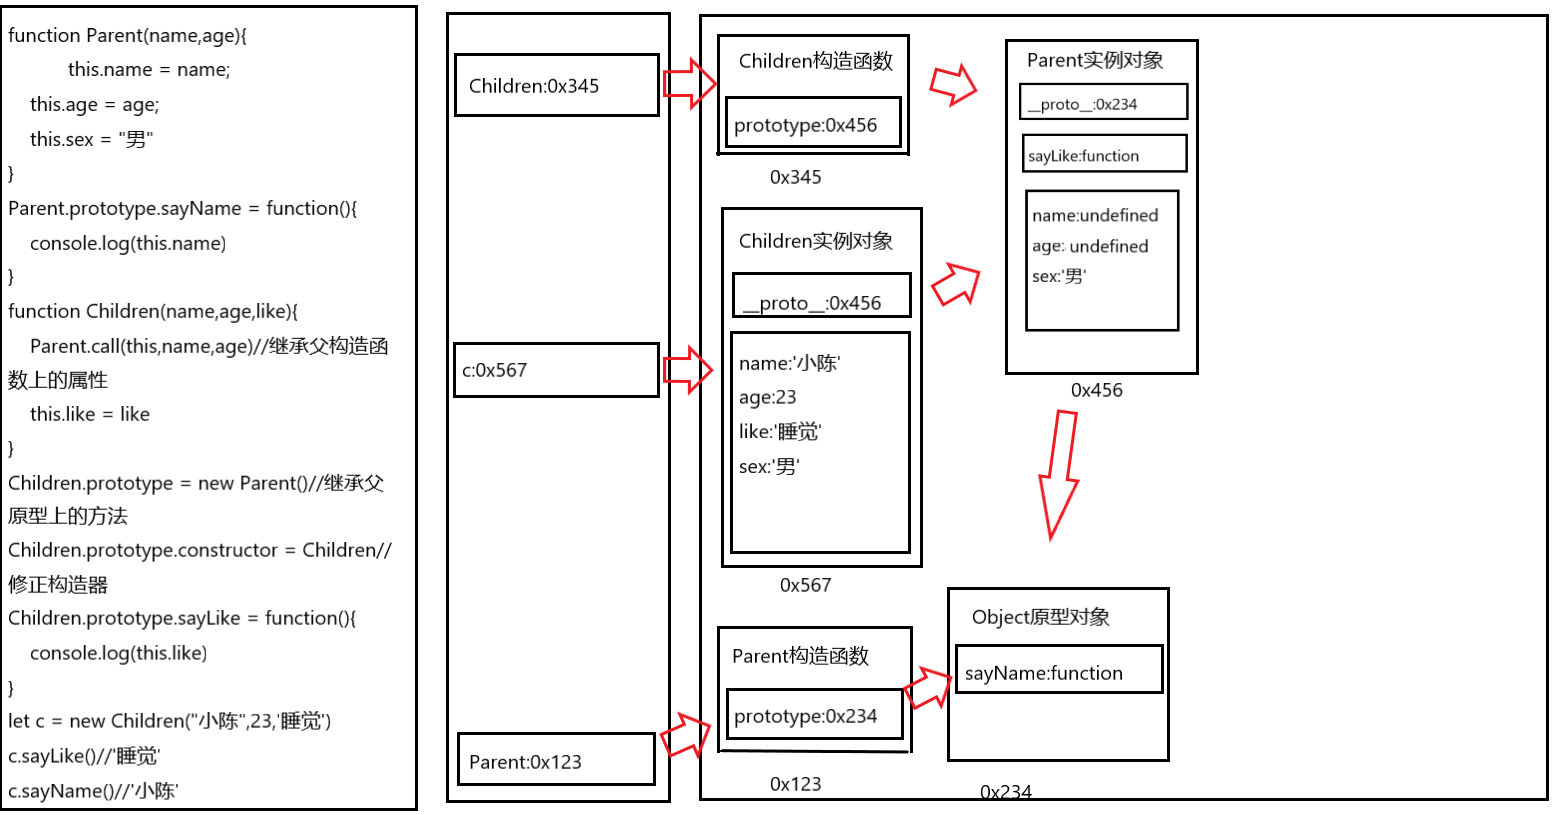 function Parent(name,age){
this.name = name;
this.age = age;
this.sex = "男"
}
Parent.prototype.sayName = function(){
console.log(this.name)
}
function Children(name,age,like){
Parent.call(this,name,age)//继承父构造函
数上的属性
this.like = like
}
Children.prototype = new Parent()//继承父
原型上的方法
Children.prototype.constructor = Children//
修正构造器
Children.prototype.sayLike = function(){
console.log(this.like)
}
let c = new Children("小陈",23,'睡觉')
c.sayLike()//'睡觉'
c.sayName()//'小陈'
Children:0x345
c:0x567
Parent:0x123
Children构造函数
prototype:0x456
0x345
Children实例对象
__proto__:0x456
name:'小陈'
age:23
like:'睡觉'
sex:'男'
0x567
Parent构造函数
prototype:0x234
0x123
Parent实例对象
__proto__:0x234
sayLike:function
name:undefined
age: undefined
sex:'男'
0x456
Object原型对象
sayName:function
0x234